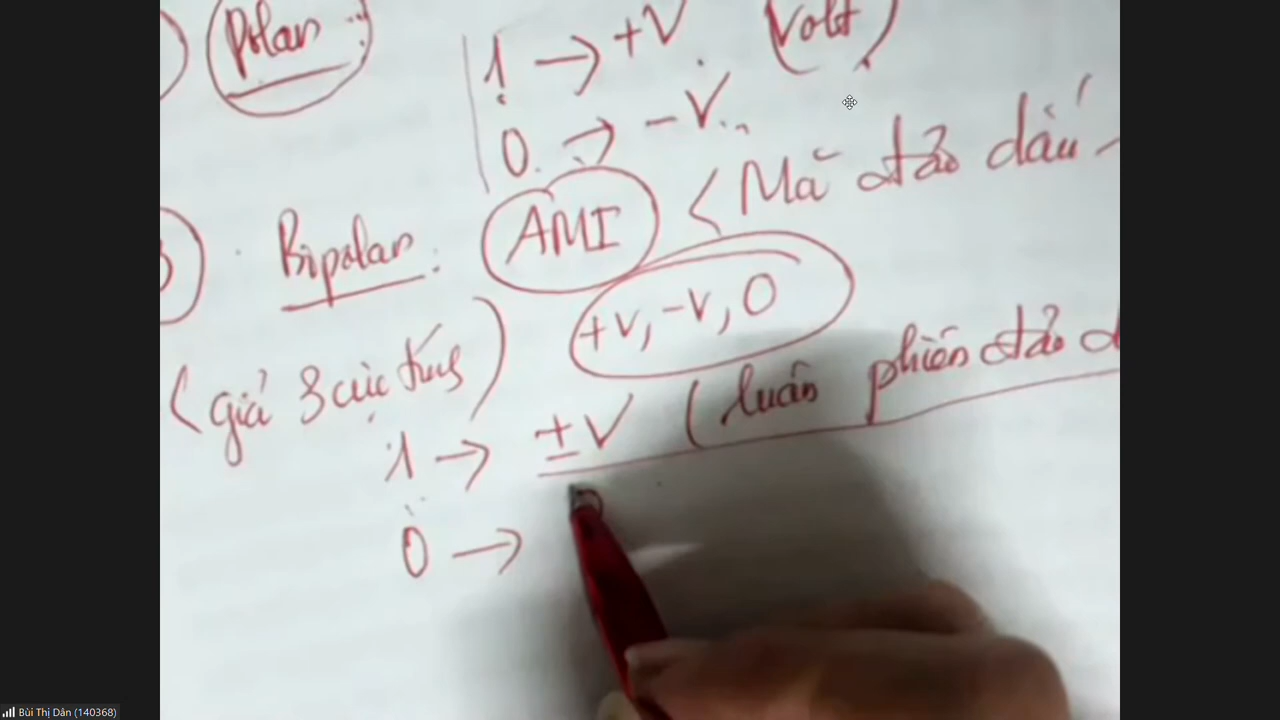 ) Polar :
1 → +V (Volt)
0 → - V
Bipolar : AMI < Mã đảo dấu
+V, -V, 0
(giả 3 cực tính)
1 → ±V (luân phiên đảo d
0 →
Bùi Thị Dân (140368)